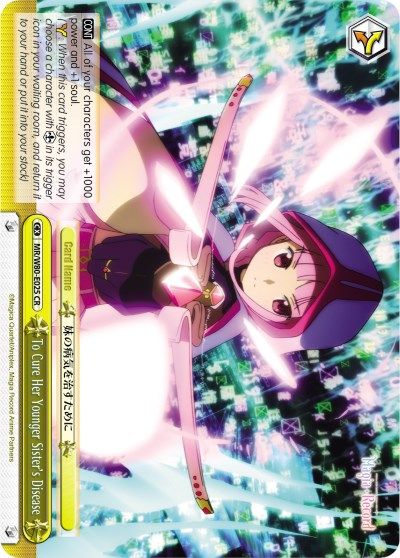 [CONT] All of your characters get +1000
power and +1 soul.
When this card triggers, you may
choose a character with in its trigger
icon in your waiting room, and return it
to your hand or put it into your stock)
CX
MR/W80-E025 CR
Card Name
妹の病気を治すために
To Cure Her Younger Sister's Disease
©Magica Quartet/Aniplex, Magia Record Anime Partners
Magia Record